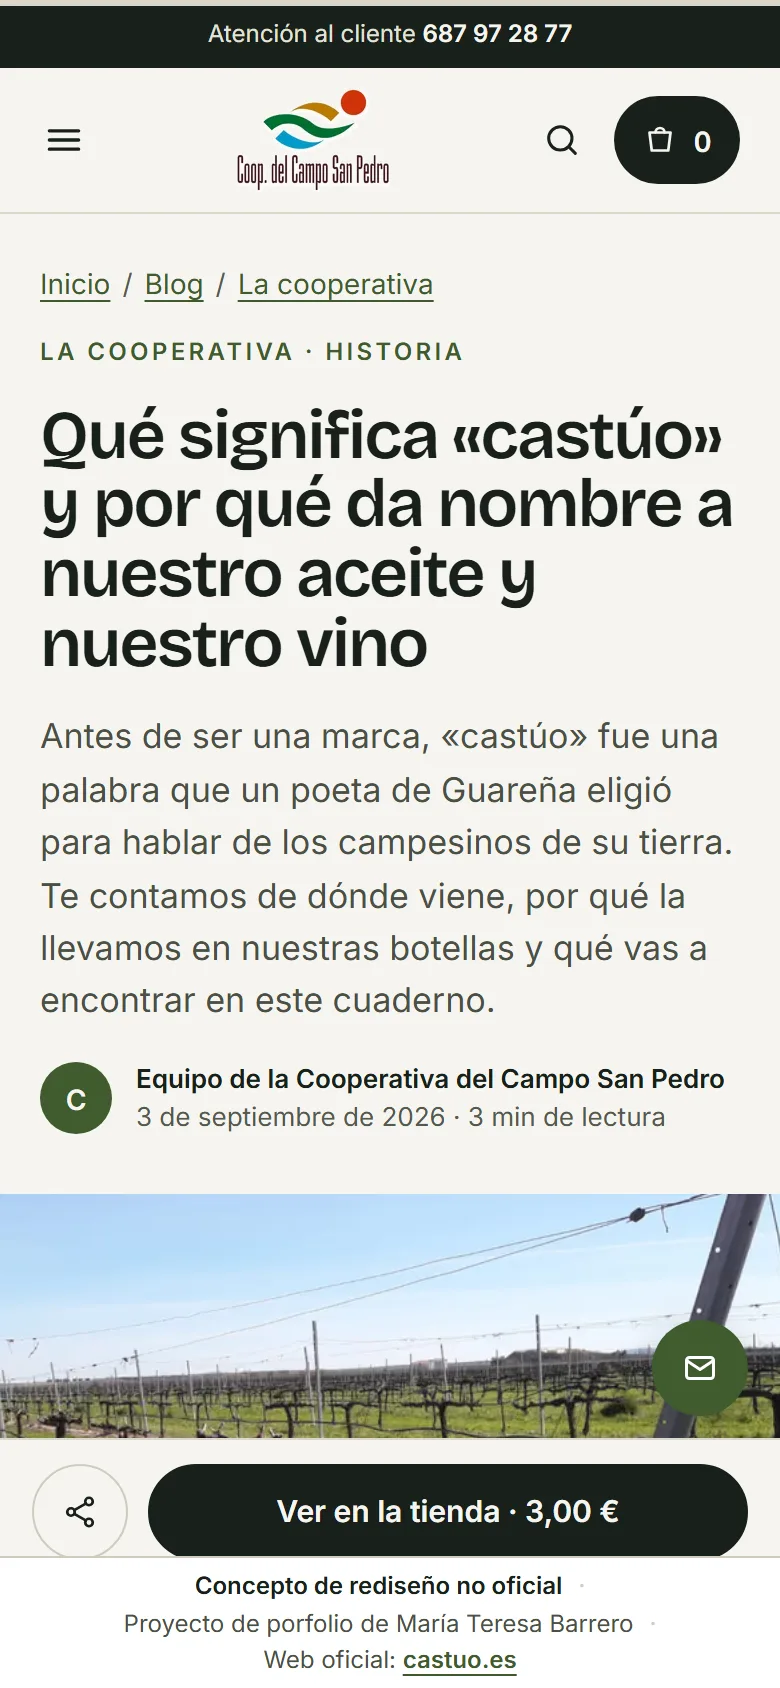 Atención al cliente 687 97 28 77
Coop. del Campo San Pedro
0
Inicio / Blog / La cooperativa
LA COOPERATIVA · HISTORIA
Qué significa «castúo»
y por qué da nombre a
nuestro aceite y
nuestro vino
Antes de ser una marca, «castúo» fue una
palabra que un poeta de Guareña eligió
para hablar de los campesinos de su tierra.
Te contamos de dónde viene, por qué la
llevamos en nuestras botellas y qué vas a
encontrar en este cuaderno.
C
Equipo de la Cooperativa del Campo San Pedro
3 de septiembre de 2026 · 3 min de lectura
Ver en la tienda · 3,00 €
Concepto de rediseño no oficial ·
Proyecto de porfolio de María Teresa Barrero ·
Web oficial: castuo.es